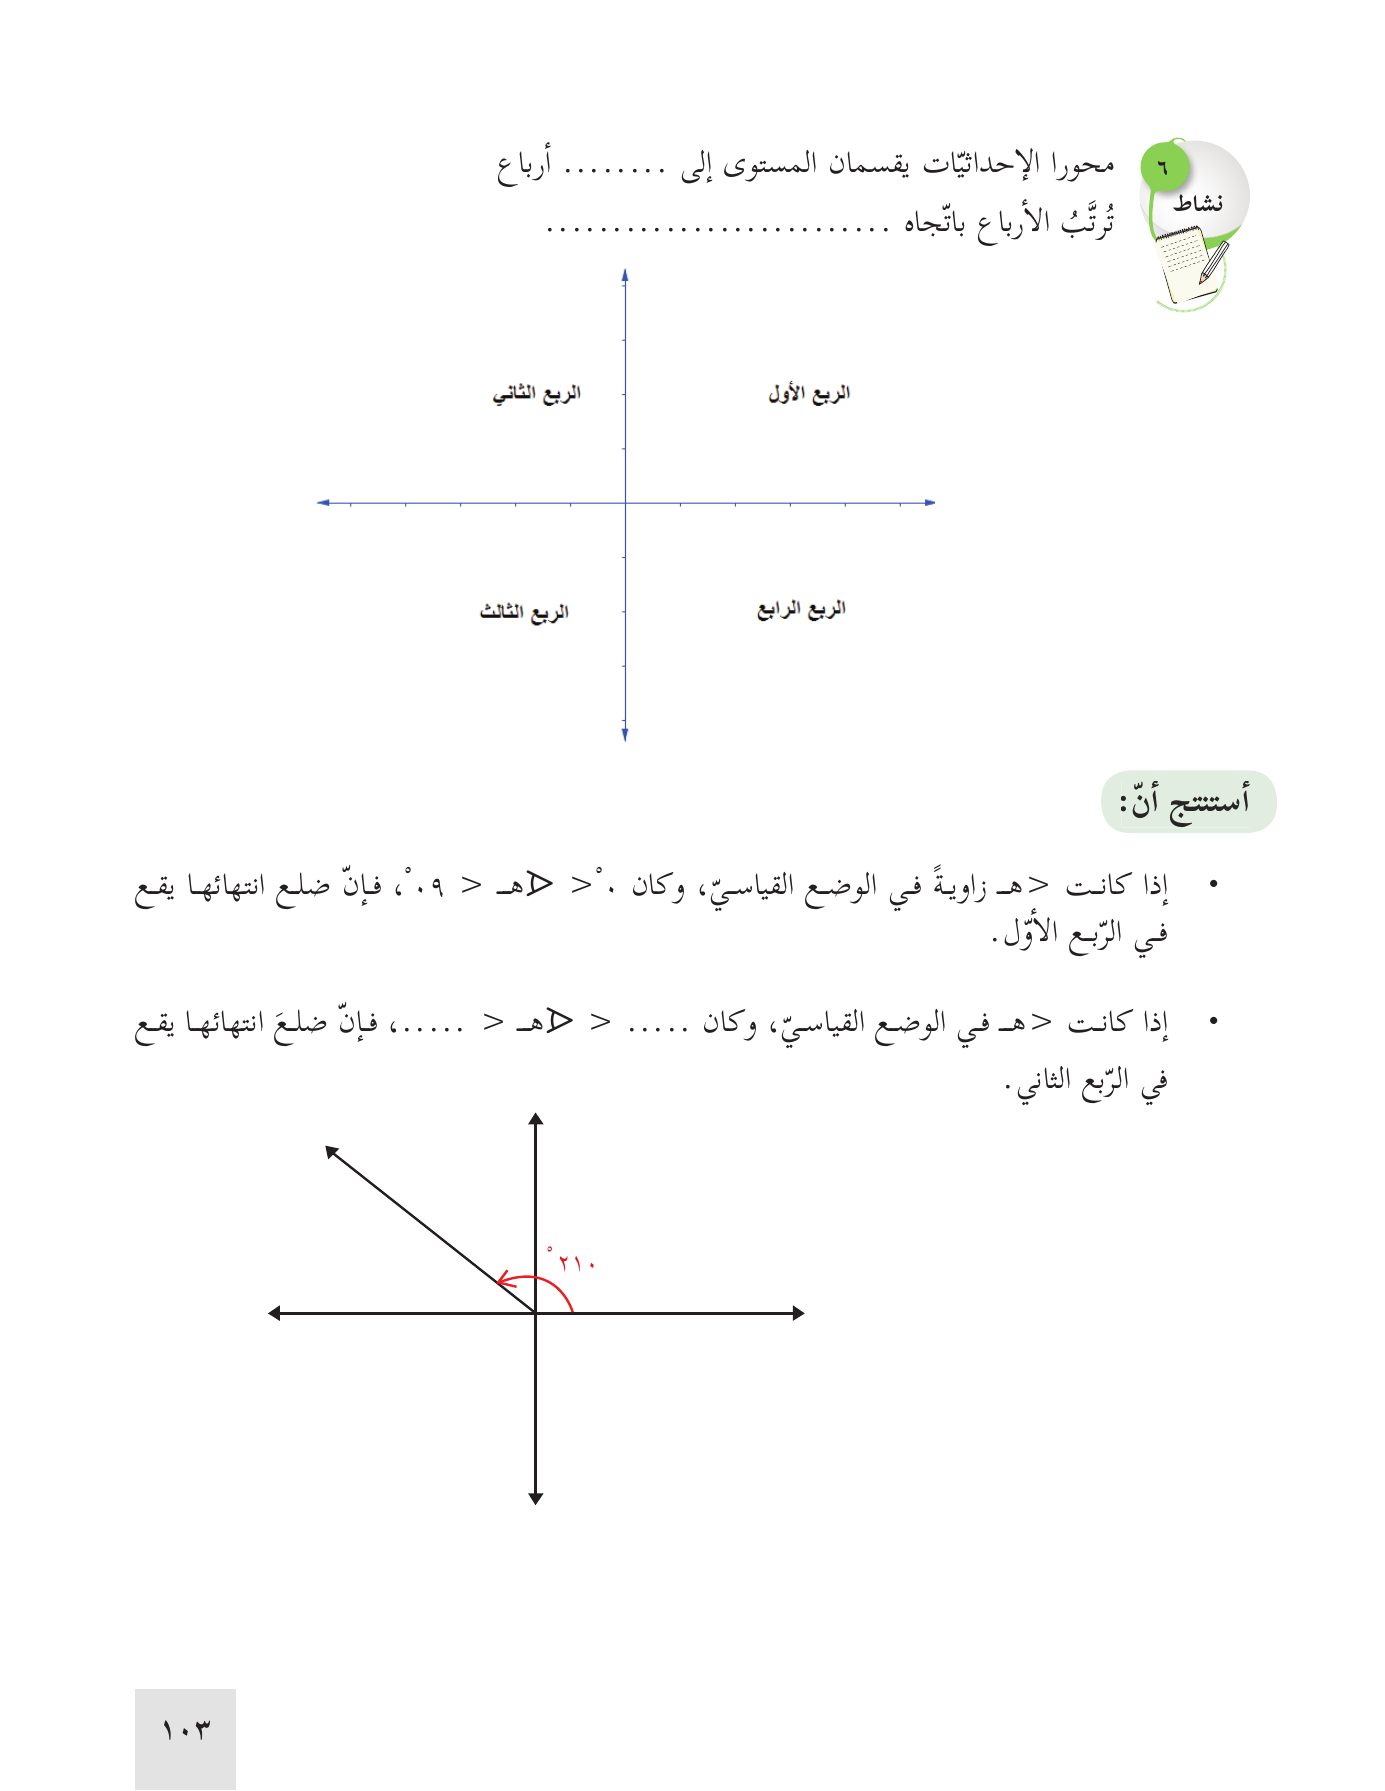 ٦
نشاط
محورا الإحداثيّات يقسمان المستوى إلى ........ أرباع
تُرتَّبُ الأرباع باتّجاه ..........................
الربع الثاني
الربع الأول
الربع الثالث
الربع الرابع
أستنتج أنّ:
• إذا كانت >هـ زاويةً في الوضع القياسيّ، وكان ٠° < ∢هـ < ٠٩°، فإنّ ضلع انتهائها يقع
في الرّبع الأوّل.
• إذا كانت >هـ في الوضع القياسيّ، وكان ..... < ∢هـ < .....، فإنّ ضلعَ انتهائها يقع
في الرّبع الثاني.
٢١٠°
١٠٣